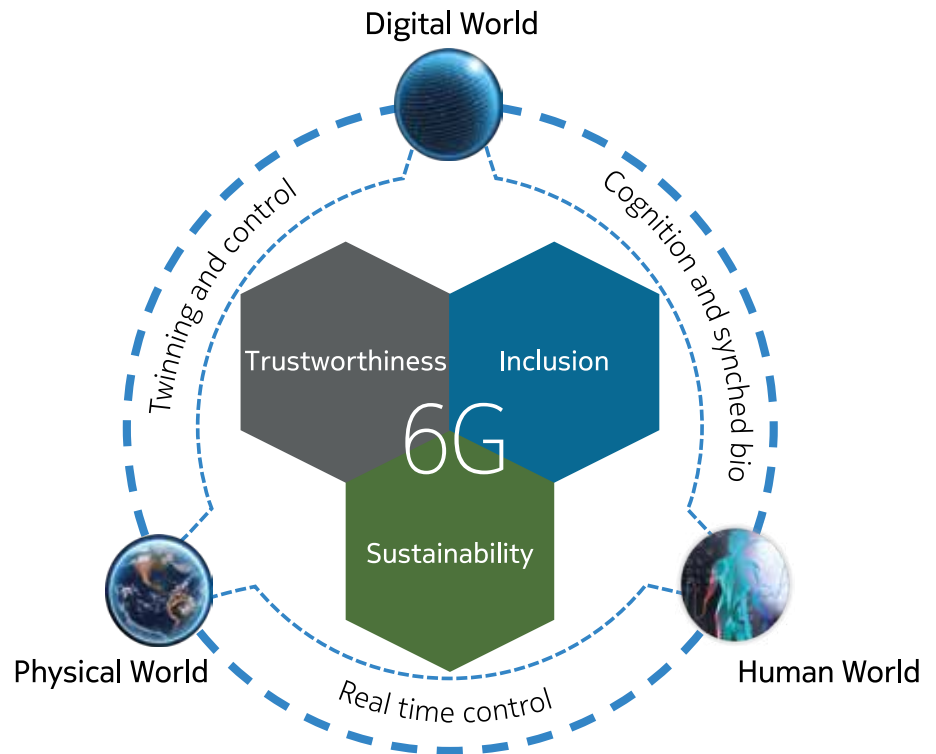 Digital World
Twinning and control
Cognition and synched bio
Trustworthiness
Inclusion
6G
Sustainability
Physical World
Human World
Real time control